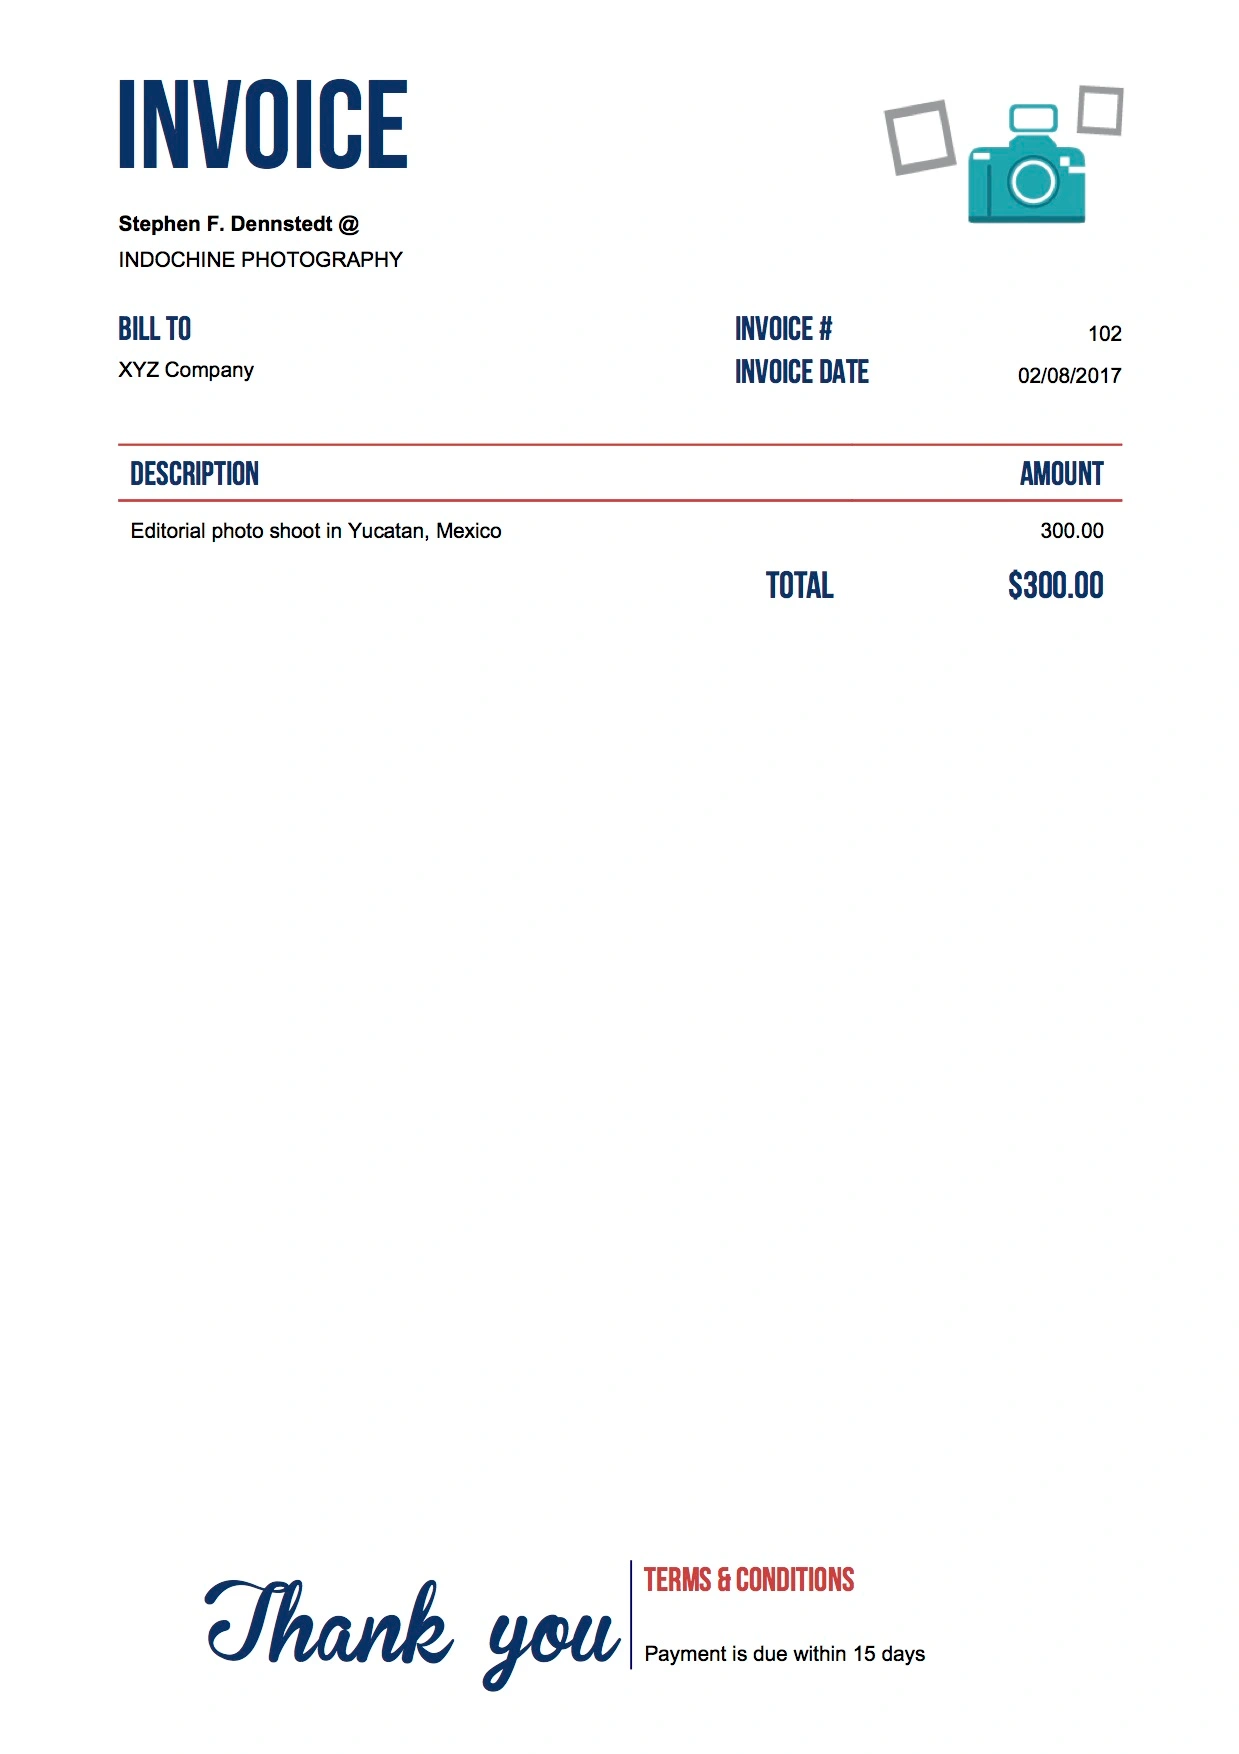 INVOICE
Stephen F. Dennstedt @
INDOCHINE PHOTOGRAPHY
BILL TO
XYZ Company
INVOICE # 102
INVOICE DATE 02/08/2017
DESCRIPTION AMOUNT
Editorial photo shoot in Yucatan, Mexico 300.00
TOTAL $300.00
Thank you
TERMS & CONDITIONS
Payment is due within 15 days